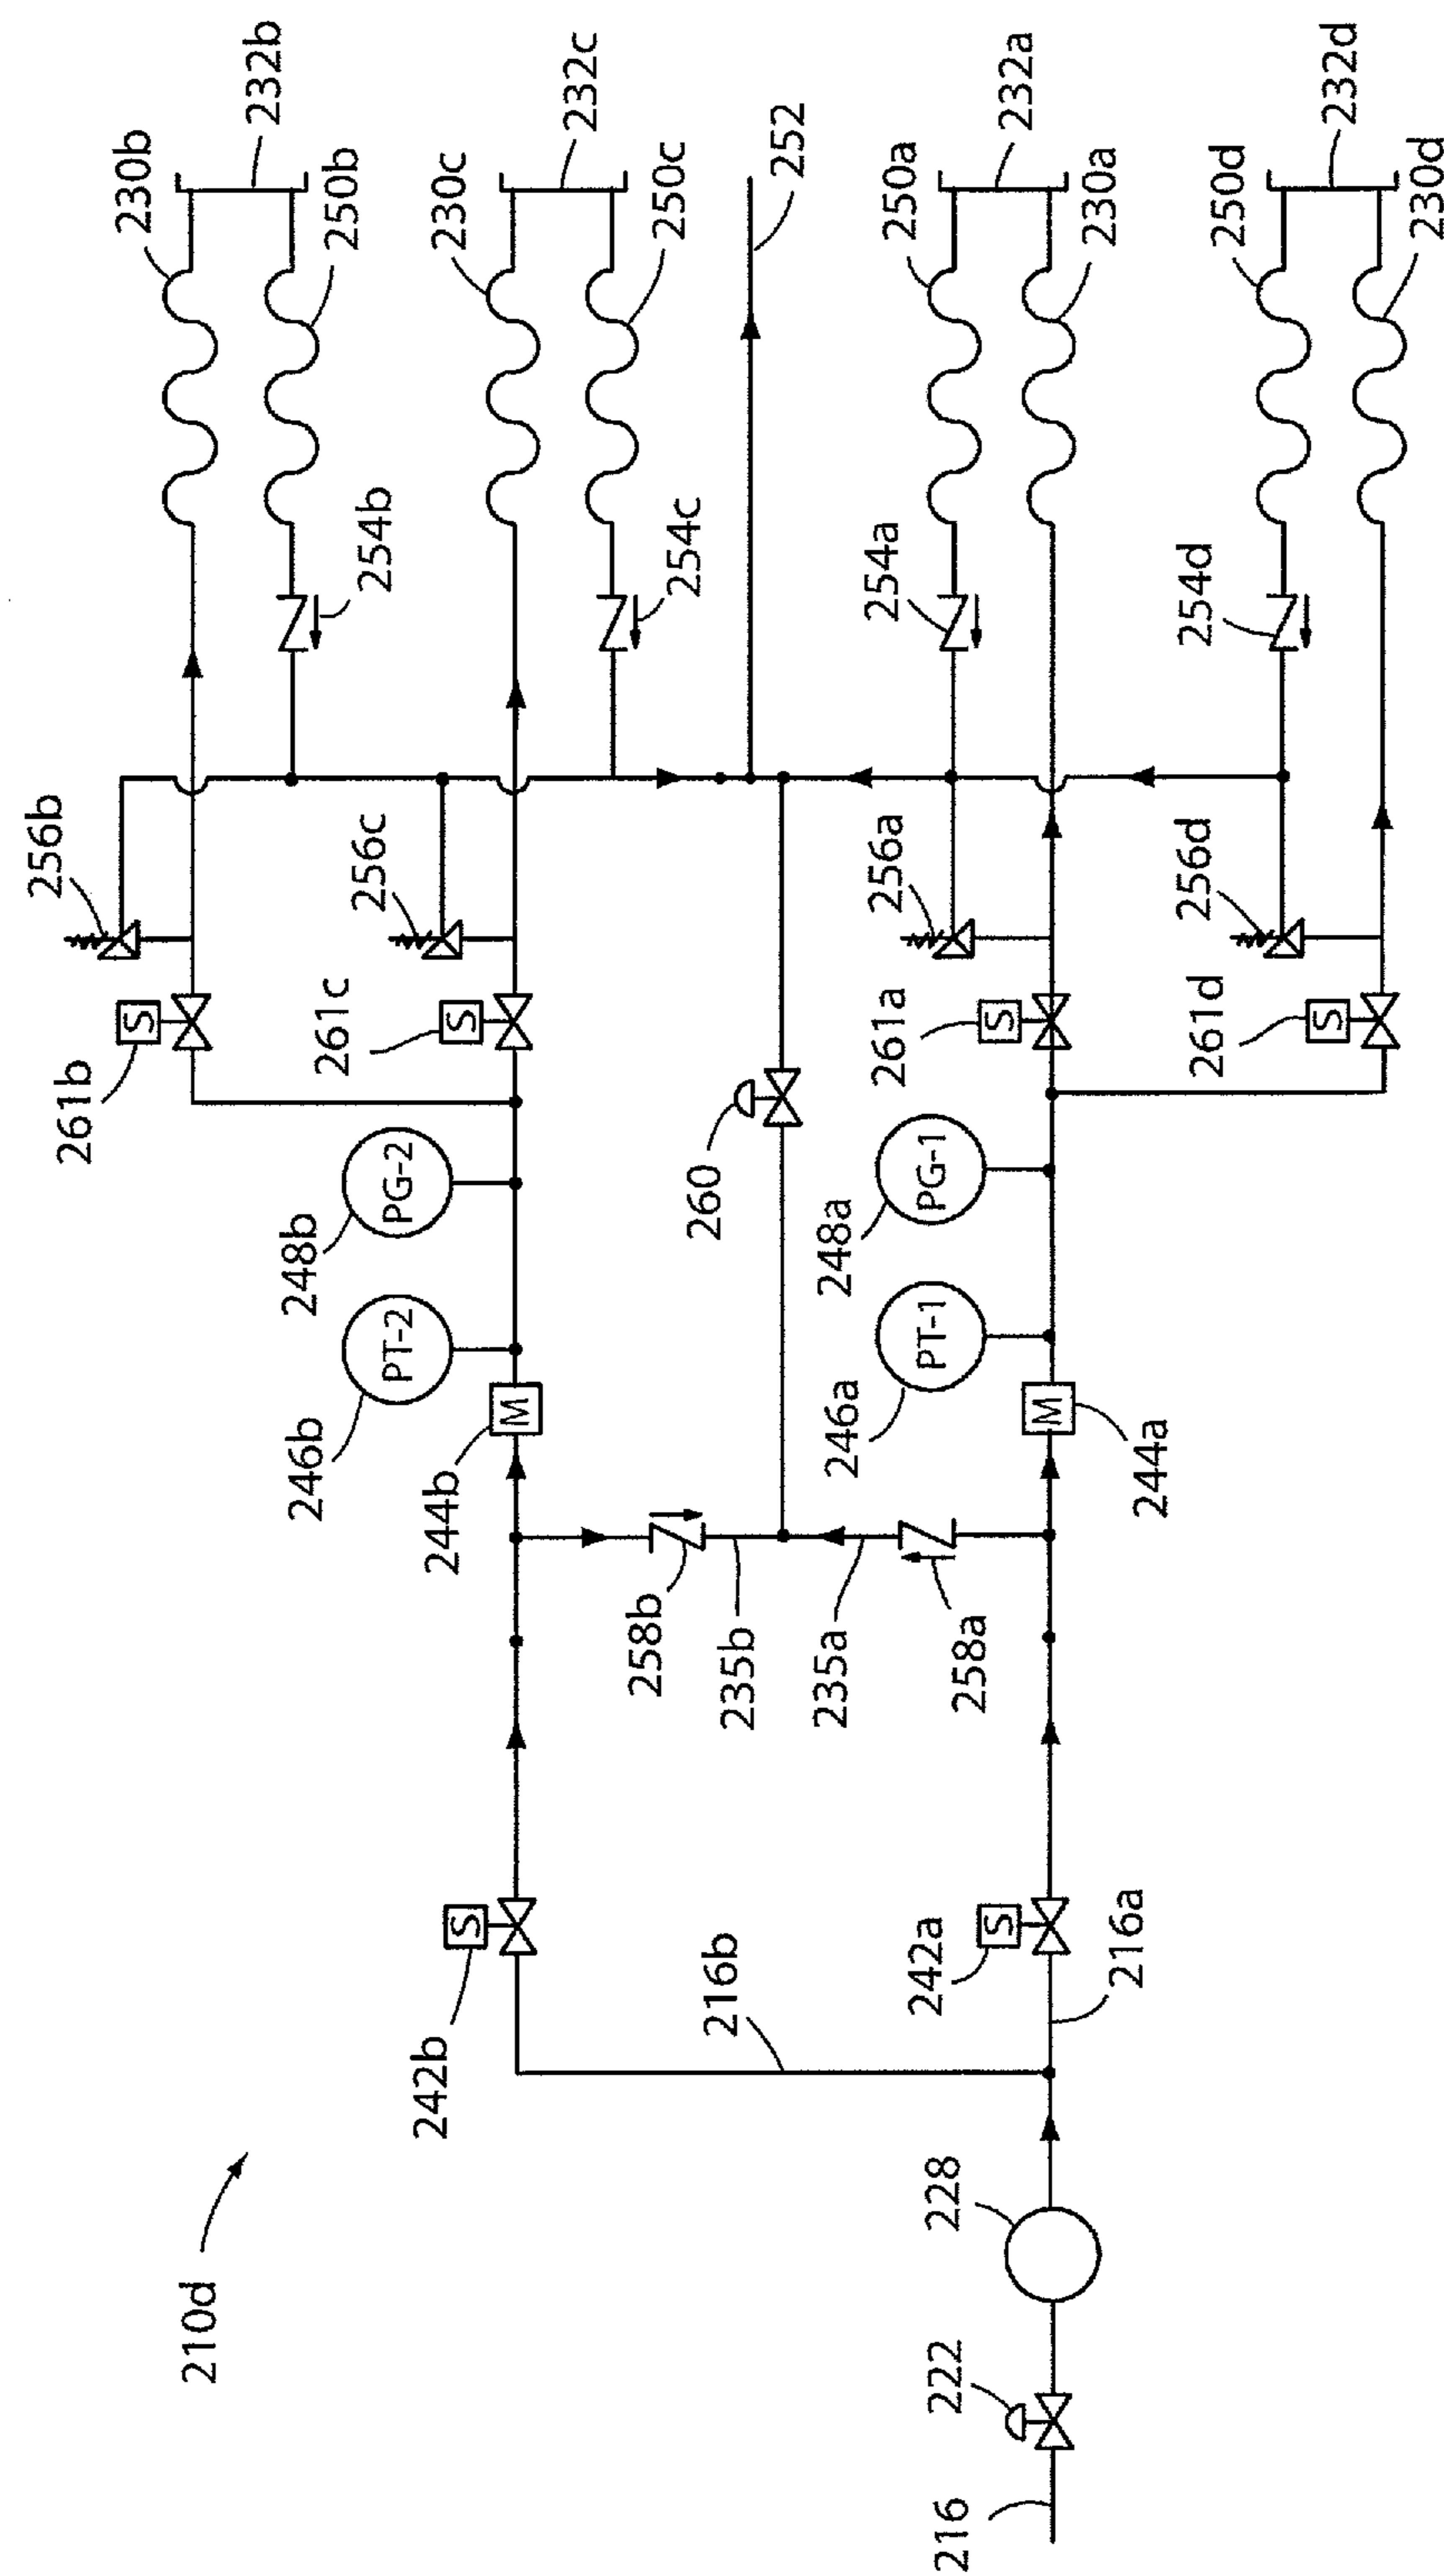 210d
216
222
228
216a
216b
242a
S
242b
S
258b
235b
235a
258a
244b
M
244a
M
246b
PT-2
248b
PG-2
246a
PT-1
248a
PG-1
260
261b
S
261c
S
261a
S
261d
S
256b
256c
256a
256d
254b
254c
254a
254d
230b
250b
232b
230c
250c
232c
252
250a
230a
232a
250d
230d
232d